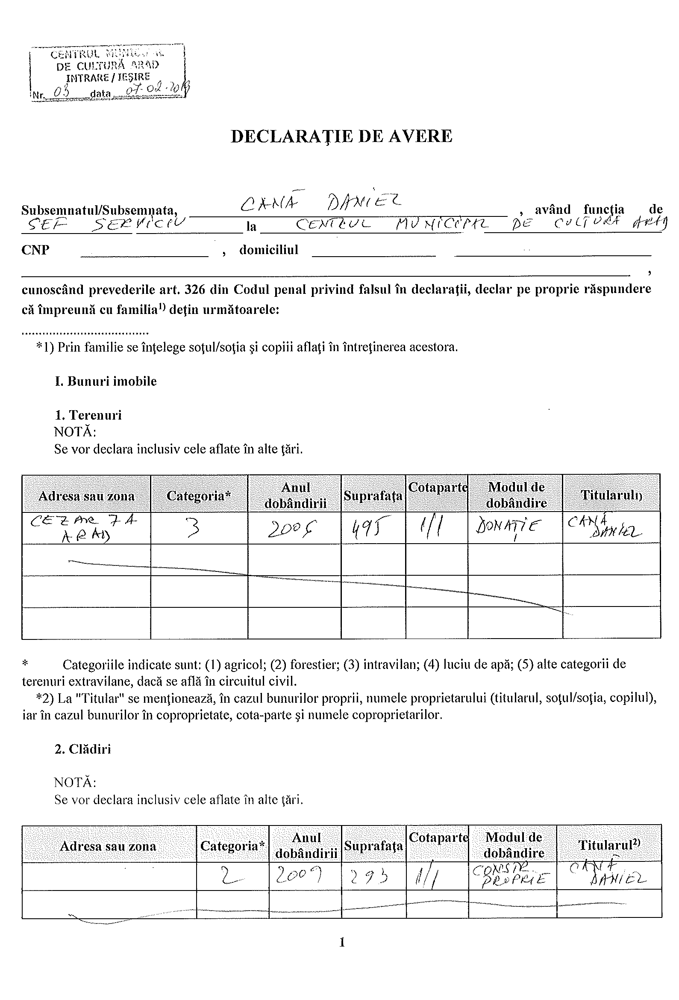 CENTRUL MUNICIPAL
DE CULTURĂ ARAD
INTRARE / IEŞIRE
Nr. 03 data 07-02-2019
DECLARAŢIE DE AVERE
Subsemnatul/Subsemnata, CANĂ DANIEL , având funcţia de
SEF SERVICIU la CENTRUL MUNICIPAL DE CULTURĂ ARAD
CNP , domiciliul
,
cunoscând prevederile art. 326 din Codul penal privind falsul în declaraţii, declar pe proprie răspundere
că împreună cu familia1) deţin următoarele:
.....................................
*1) Prin familie se înţelege soţul/soţia şi copiii aflaţi în întreţinerea acestora.
I. Bunuri imobile
1. Terenuri
NOTĂ:
Se vor declara inclusiv cele aflate în alte ţări.
Adresa sau zona Categoria* Anul dobândirii Suprafaţa Cotaparte Modul de dobândire Titularul1)
CEZAR 7A ARAD 3 495 1/1 DONAŢIE CANĂ DANIEL
* Categoriile indicate sunt: (1) agricol; (2) forestier; (3) intravilan; (4) luciu de apă; (5) alte categorii de
terenuri extravilane, dacă se află în circuitul civil.
*2) La "Titular" se menţionează, în cazul bunurilor proprii, numele proprietarului (titularul, soţul/soţia, copilul),
iar în cazul bunurilor în coproprietate, cota-parte şi numele coproprietarilor.
2. Clădiri
NOTĂ:
Se vor declara inclusiv cele aflate în alte ţări.
Adresa sau zona Categoria* Anul dobândirii Suprafaţa Cotaparte Modul de dobândire Titularul2)
2 2009 293 1/1 CONSTR. PROPRIE CANĂ DANIEL
1